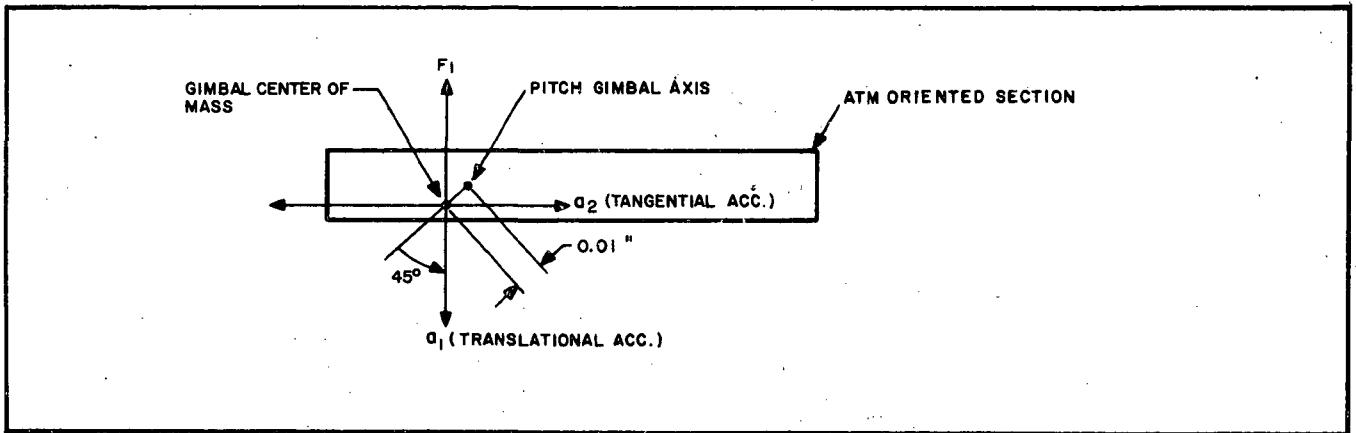 F1
GIMBAL CENTER OF
MASS
PITCH GIMBAL AXIS
ATM ORIENTED SECTION
a2 (TANGENTIAL ACC.)
0.01 "
45°
a1 (TRANSLATIONAL ACC.)